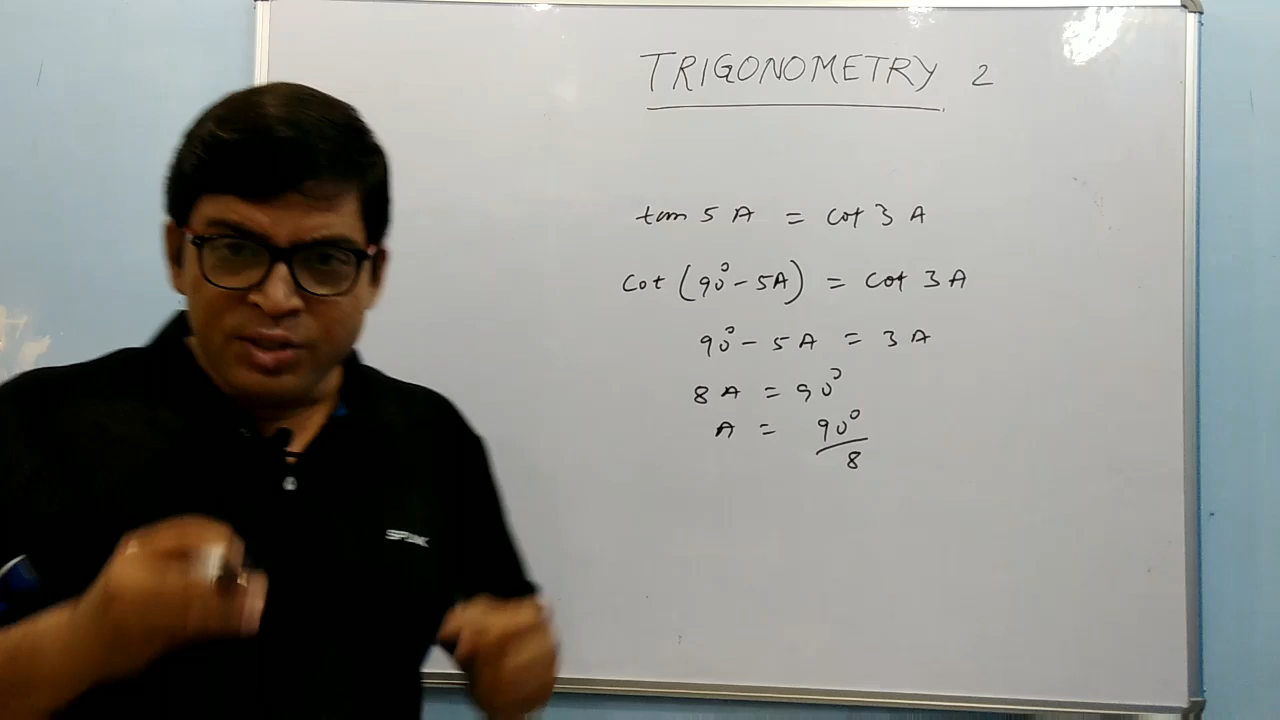 TRIGONOMETRY 2
tan 5 A = cot 3 A
cot (90° - 5A) = cot 3 A
90° - 5 A = 3 A
8 A = 90°
A = 90°/8